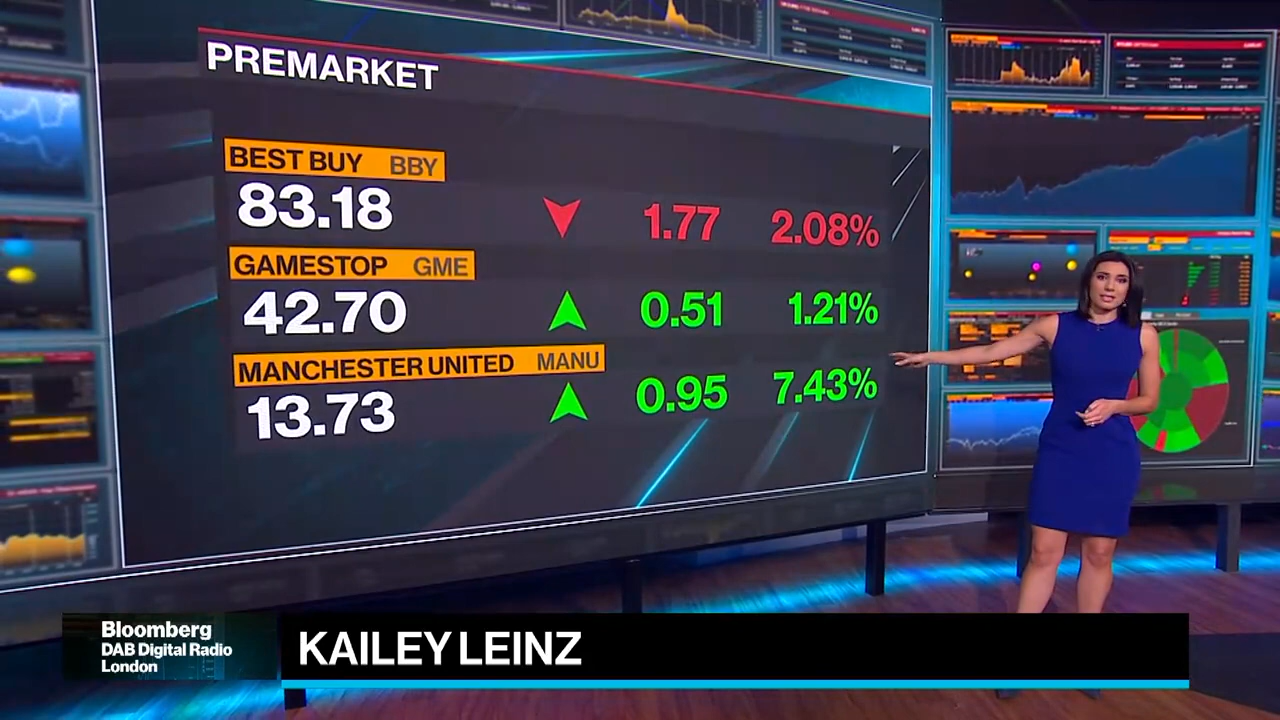 PREMARKET
BEST BUY BBY
83.18 1.77 2.08%
GAMESTOP GME
42.70 0.51 1.21%
MANCHESTER UNITED MANU
13.73 0.95 7.43%
Bloomberg
DAB Digital Radio
London
KAILEY LEINZ